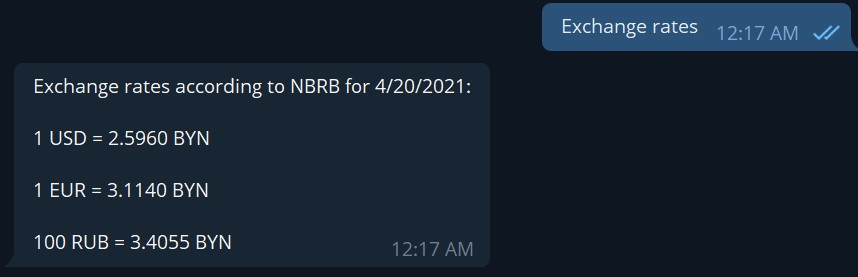 Exchange rates 12:17 AM
Exchange rates according to NBRB for 4/20/2021:
1 USD = 2.5960 BYN
1 EUR = 3.1140 BYN
100 RUB = 3.4055 BYN
12:17 AM